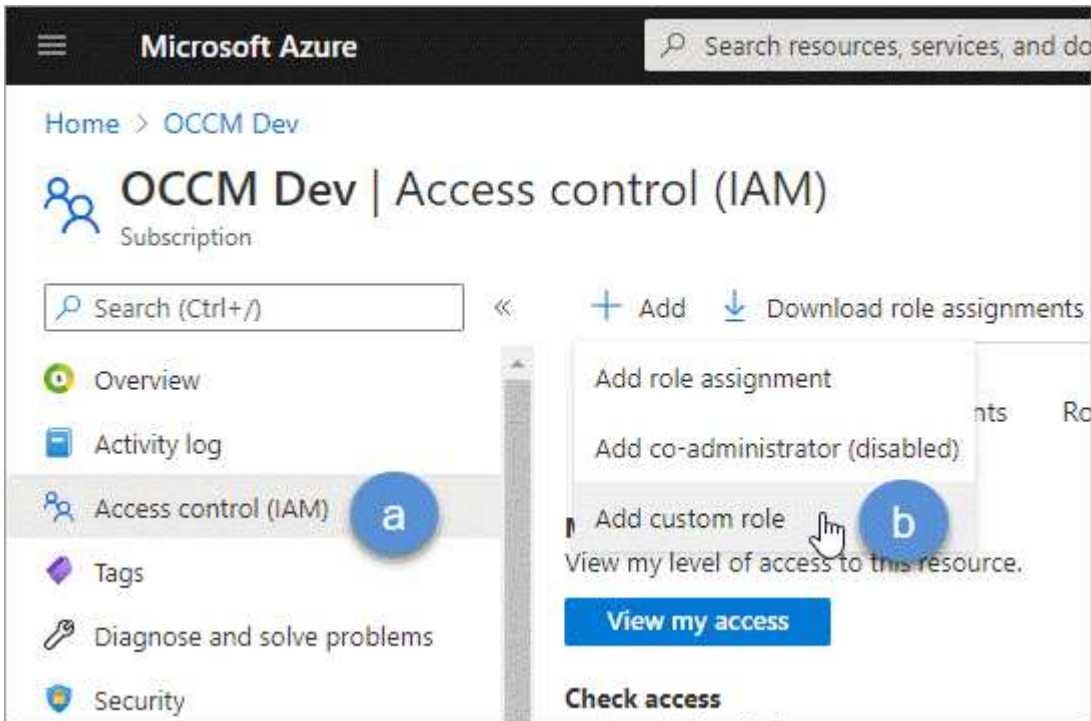 Microsoft Azure
Search resources, services, and do
Home > OCCM Dev
OCCM Dev | Access control (IAM)
Subscription
Search (Ctrl+/)
«
+ Add
Download role assignments
Overview
Activity log
Access control (IAM)
a
Tags
Diagnose and solve problems
Security
Add role assignment
nts
Ro
Add co-administrator (disabled)
Add custom role
b
View my level of access to this resource.
View my access
Check access